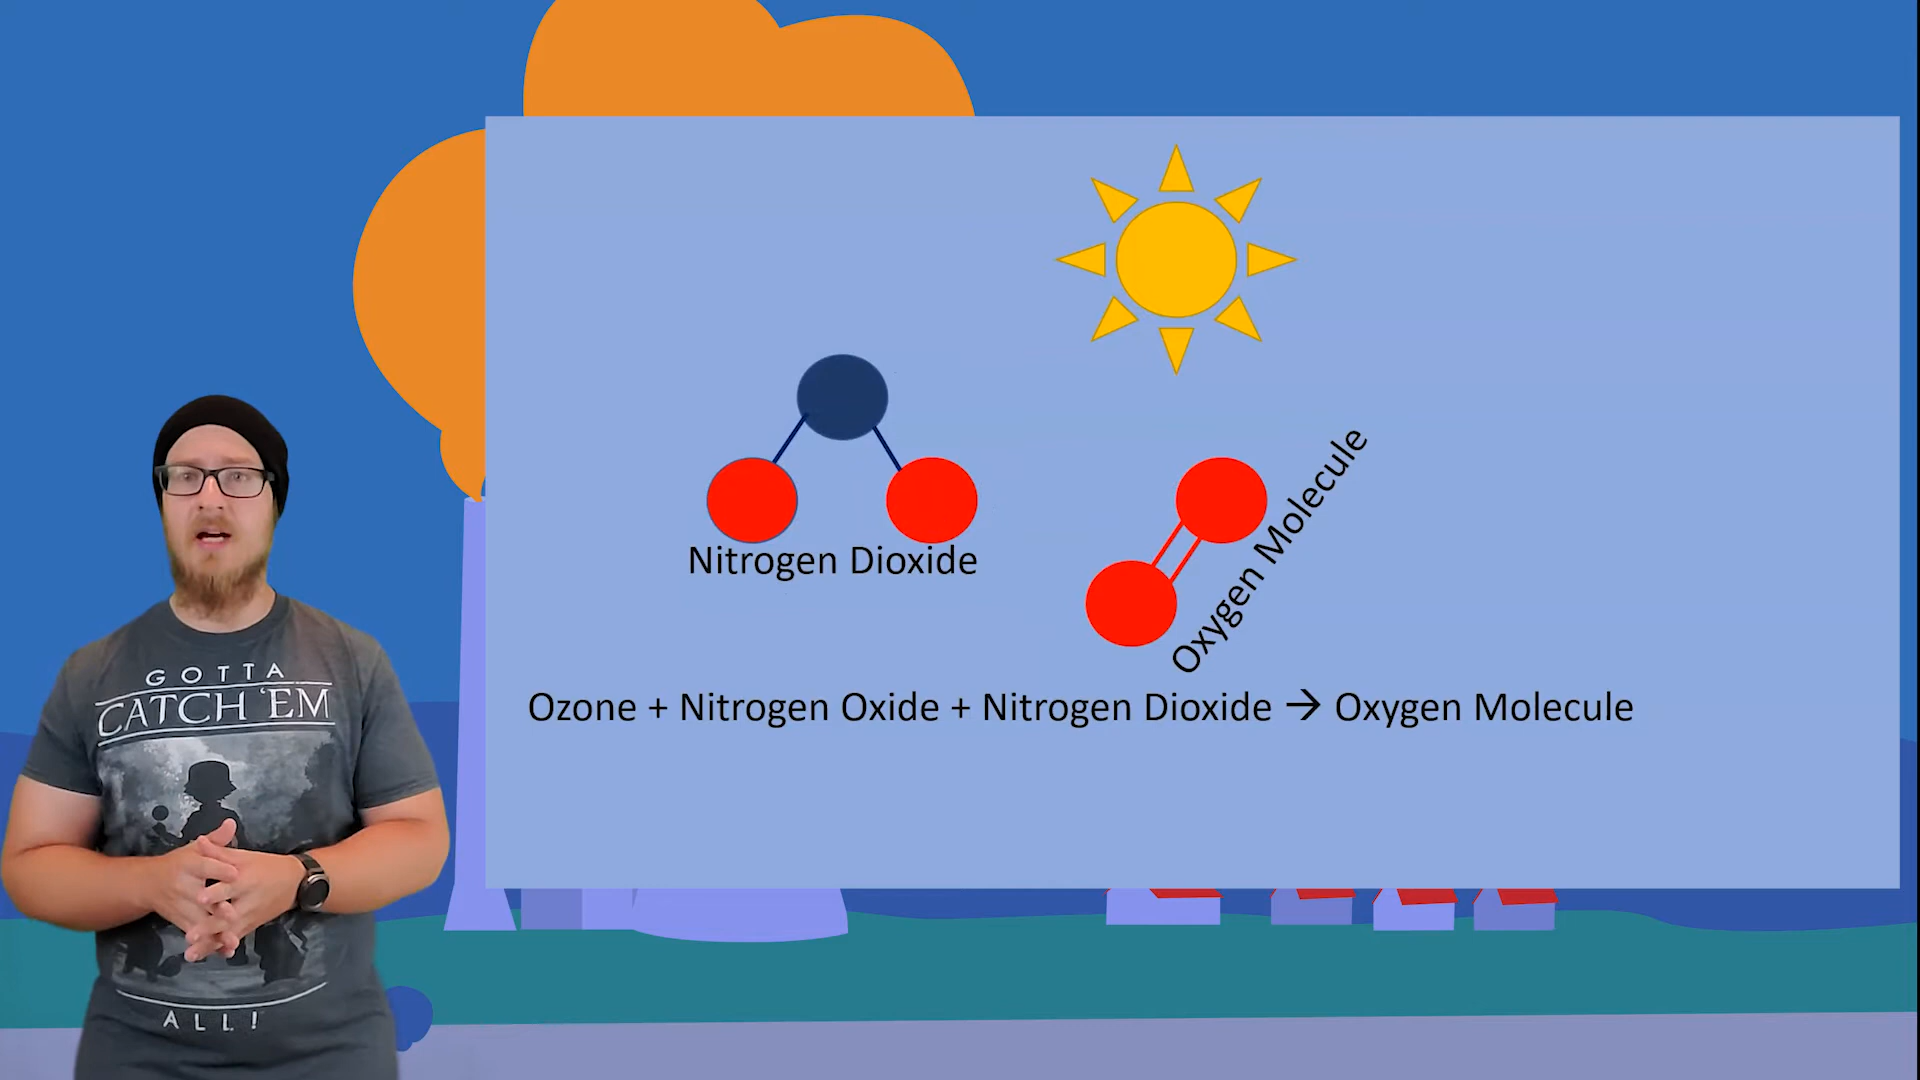 Nitrogen Dioxide
Oxygen Molecule
Ozone + Nitrogen Oxide + Nitrogen Dioxide → Oxygen Molecule
GOTTA
CATCH 'EM
ALL!